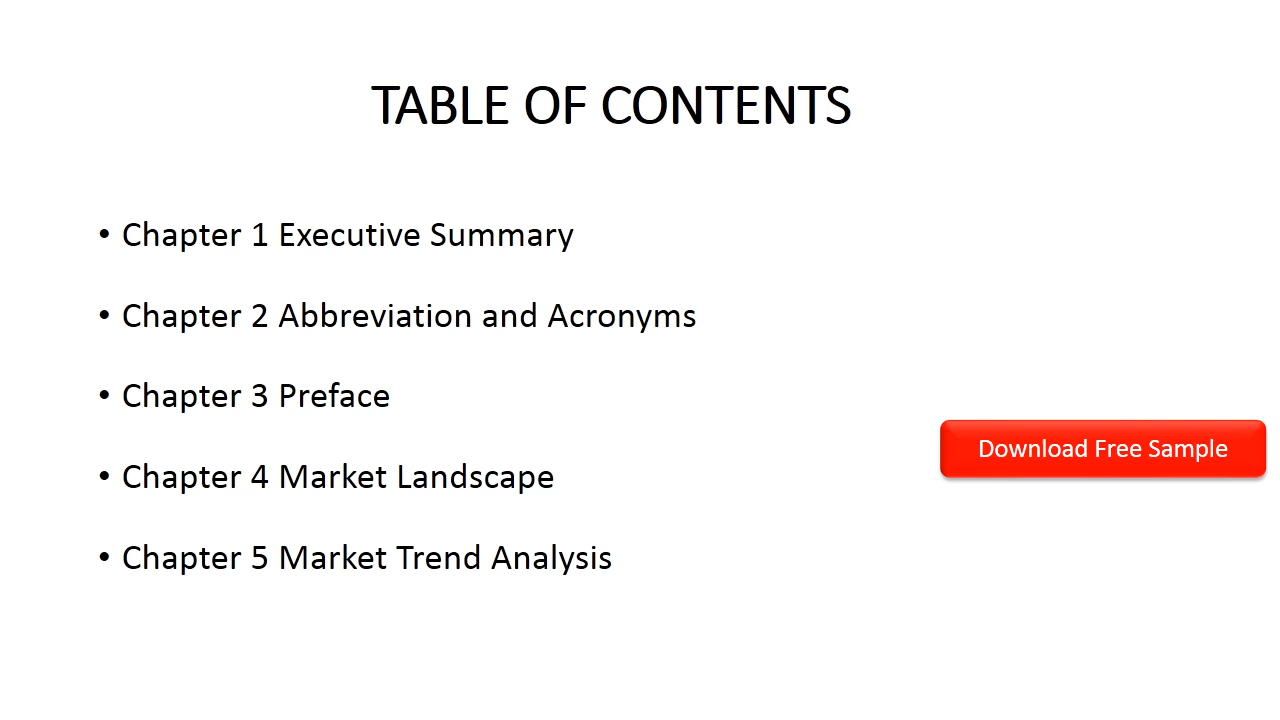 TABLE OF CONTENTS
• Chapter 1 Executive Summary
• Chapter 2 Abbreviation and Acronyms
• Chapter 3 Preface
Download Free Sample
• Chapter 4 Market Landscape
• Chapter 5 Market Trend Analysis